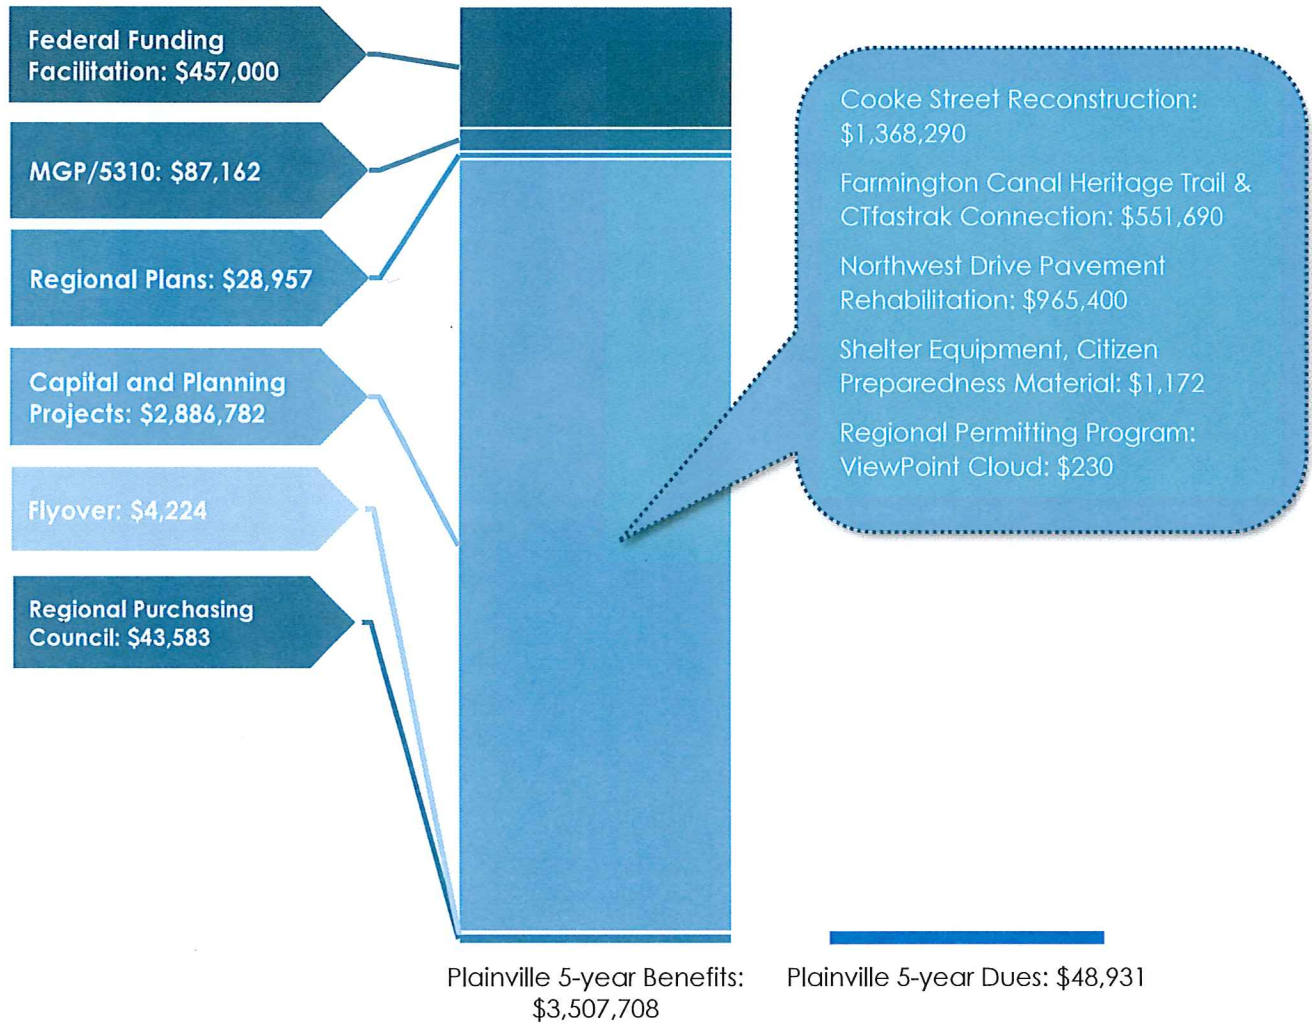 Federal Funding
Facilitation: $457,000
MGP/5310: $87,162
Regional Plans: $28,957
Capital and Planning
Projects: $2,886,782
Flyover: $4,224
Regional Purchasing
Council: $43,583
Cooke Street Reconstruction:
$1,368,290
Farmington Canal Heritage Trail &
CTfastrak Connection: $551,690
Northwest Drive Pavement
Rehabilitation: $965,400
Shelter Equipment, Citizen
Preparedness Material: $1,172
Regional Permitting Program:
ViewPoint Cloud: $230
Plainville 5-year Benefits:
$3,507,708
Plainville 5-year Dues: $48,931